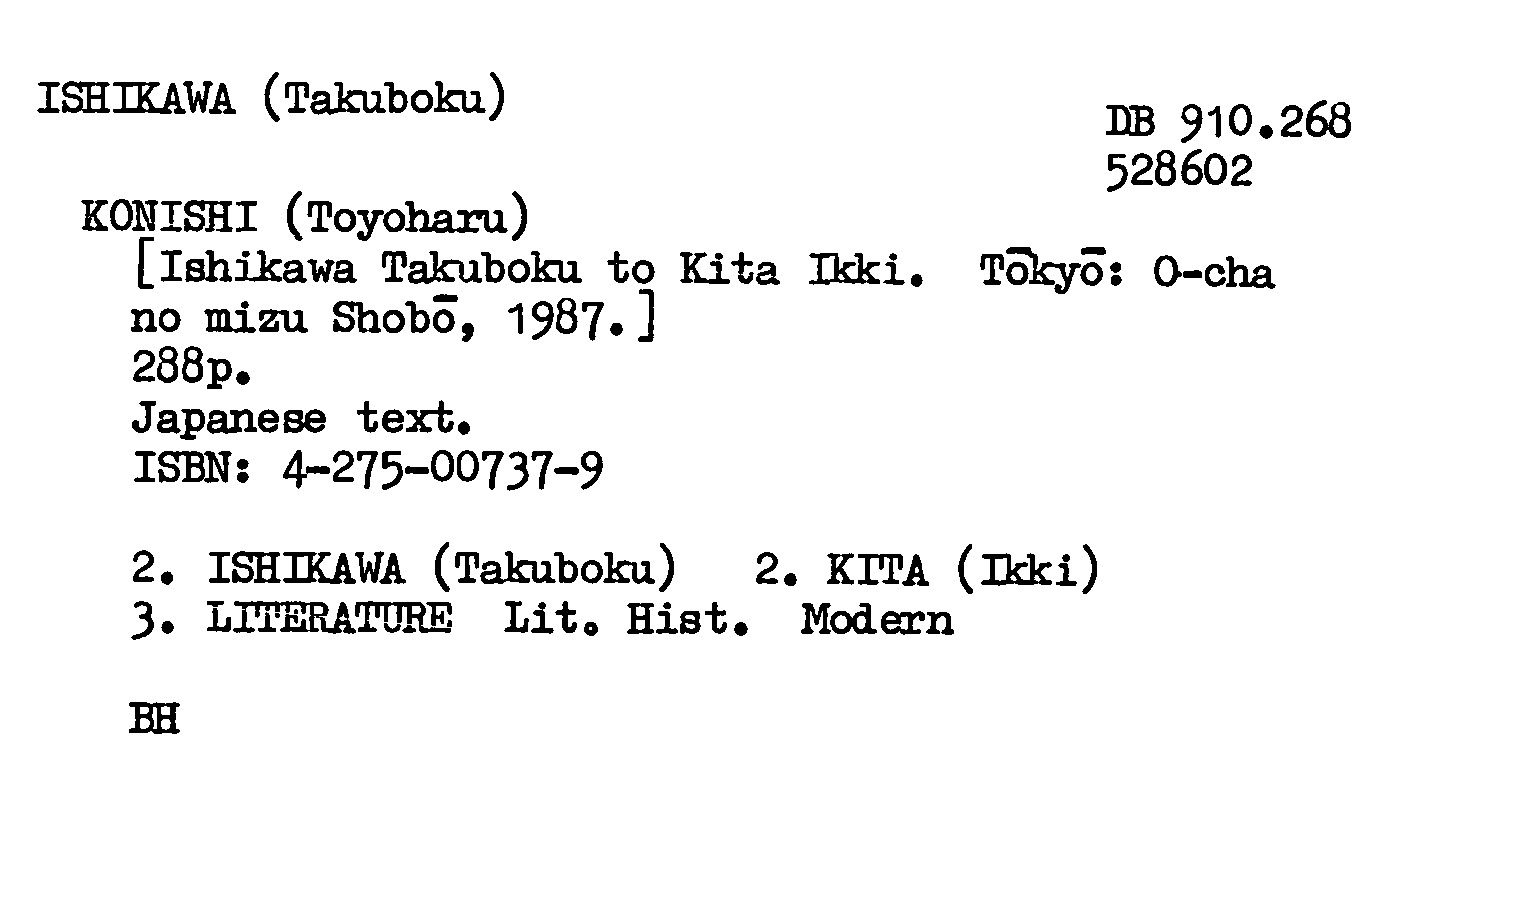 ISHIKAWA (Takuboku)
DB 910.268
528602
KONISHI (Toyoharu)
[Ishikawa Takuboku to Kita Ikki.  Tōkyō: O-cha
no mizu Shobō, 1987.]
288p.
Japanese text.
ISBN: 4-275-00737-9
2. ISHIKAWA (Takuboku)   2. KITA (Ikki)
3. LITERATURE  Lit. Hist.  Modern
BH